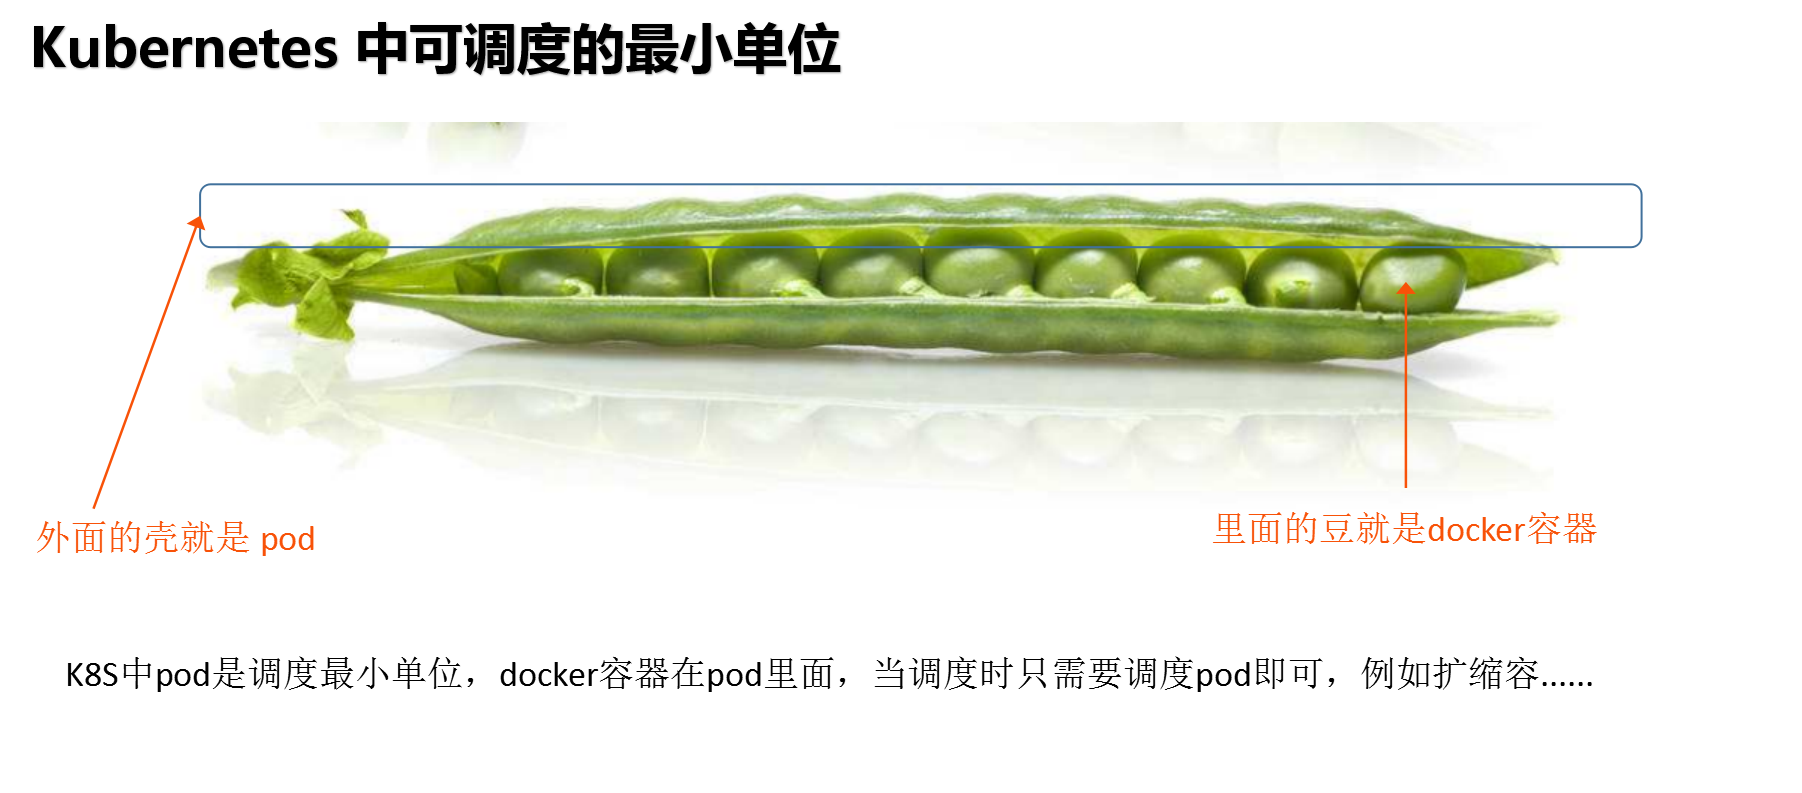 Kubernetes 中可调度的最小单位
外面的壳就是 pod
里面的豆就是docker容器
K8S中pod是调度最小单位，docker容器在pod里面，当调度时只需要调度pod即可，例如扩缩容......